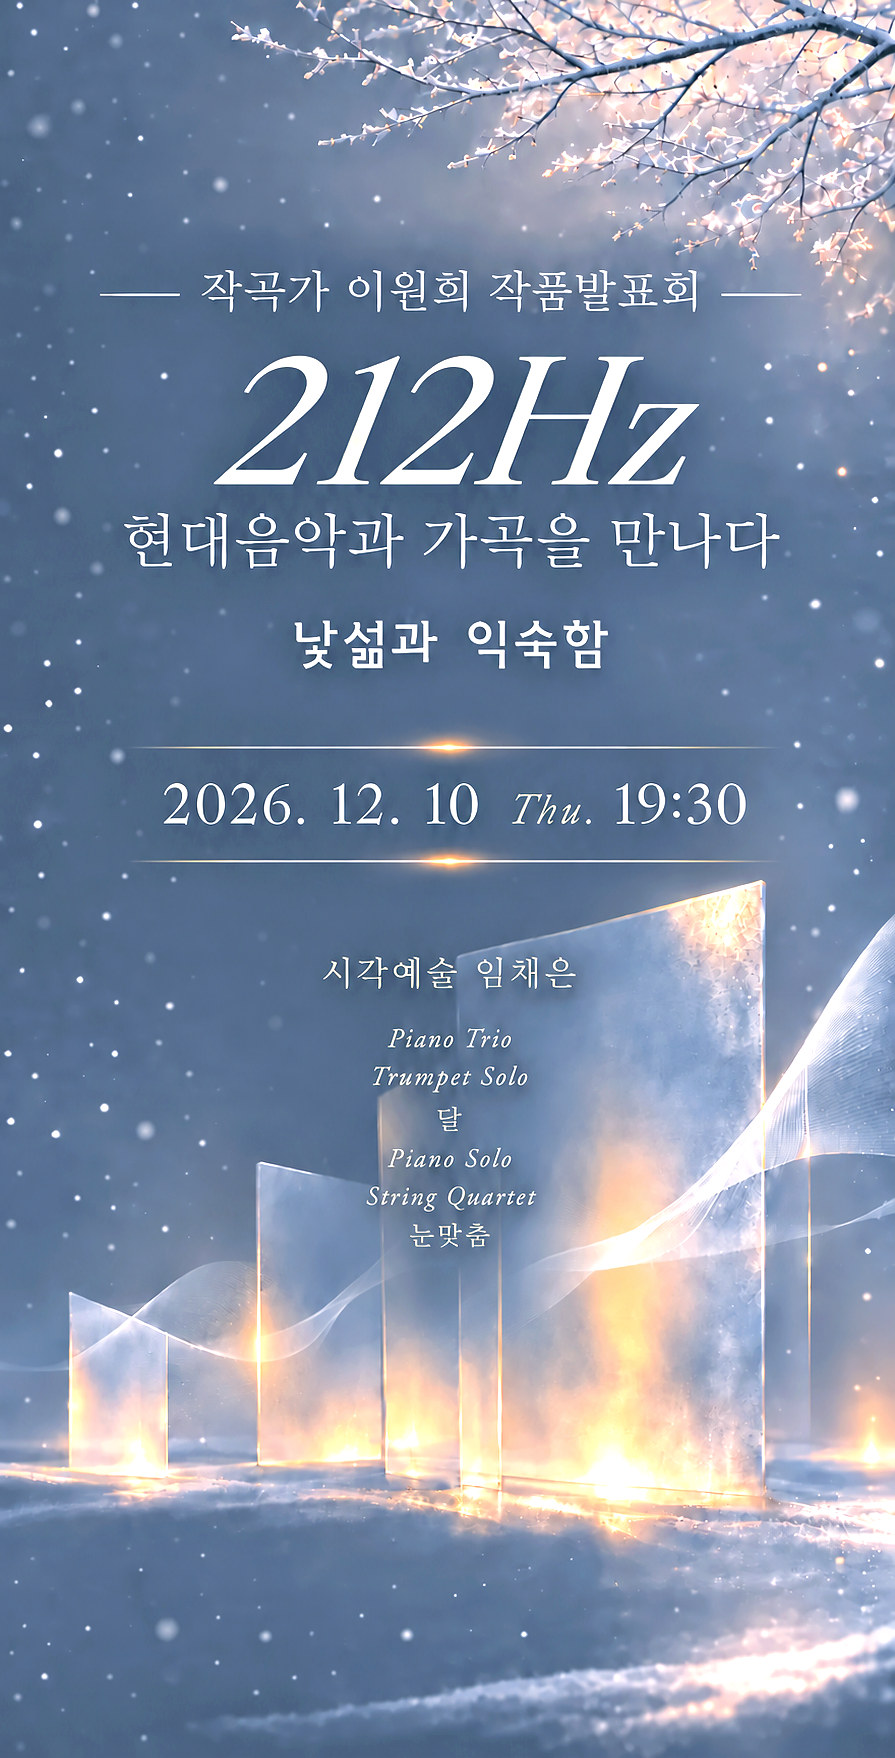 작곡가 이원희 작품발표회
212Hz
현대음악과 가곡을 만나다
낯섦과 익숙함
2026. 12. 10 Thu. 19:30
시각예술 임채은
Piano Trio
Trumpet Solo
달
Piano Solo
String Quartet
눈맞춤